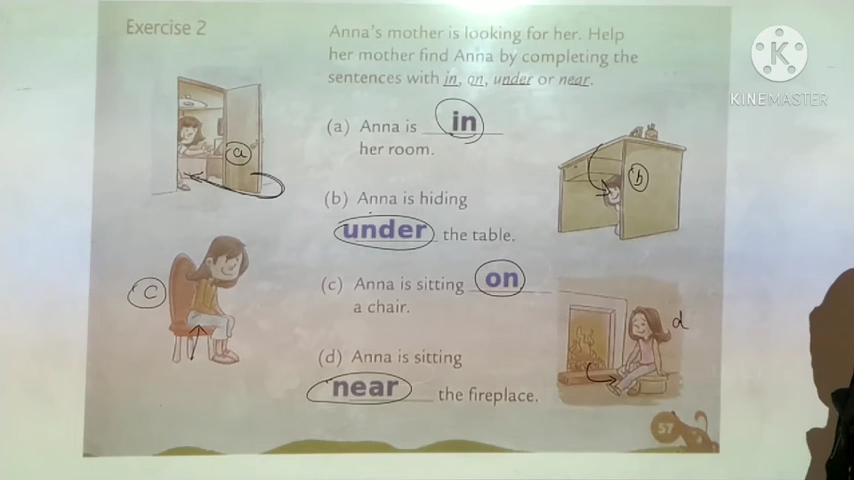 Exercise 2
Anna's mother is looking for her. Help
her mother find Anna by completing the
sentences with in, on, under or near.
KINEMASTER
(a) Anna is in
her room.
a
b
(b) Anna is hiding
under the table.
(c) Anna is sitting on
a chair.
c
d
(d) Anna is sitting
near the fireplace.
57